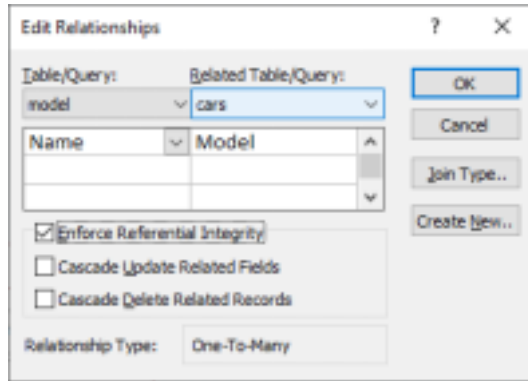 Edit Relationships ? ×
Table/Query: Related Table/Query:
model cars
Name Model
Enforce Referential Integrity
Cascade Update Related Fields
Cascade Delete Related Records
Relationship Type: One-To-Many
OK
Cancel
Join Type..
Create New..